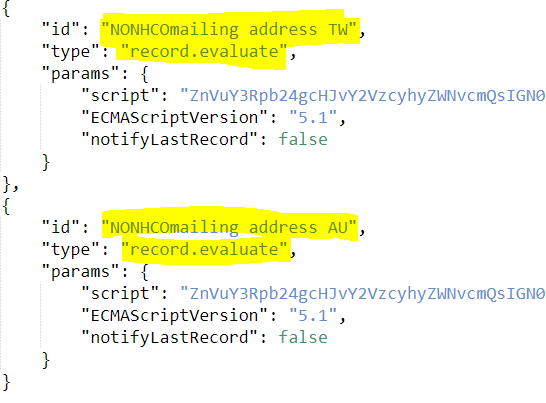 {
"id": "NONHCOmailing address TW",
"type": "record.evaluate",
"params": {
"script": "ZnVuY3Rpb24gcHJvY2VzcyhyZWNvcmQsIGN0
"ECMAScriptVersion": "5.1",
"notifyLastRecord": false
}
},
{
"id": "NONHCOmailing address AU",
"type": "record.evaluate",
"params": {
"script": "ZnVuY3Rpb24gcHJvY2VzcyhyZWNvcmQsIGN0
"ECMAScriptVersion": "5.1",
"notifyLastRecord": false
}
}